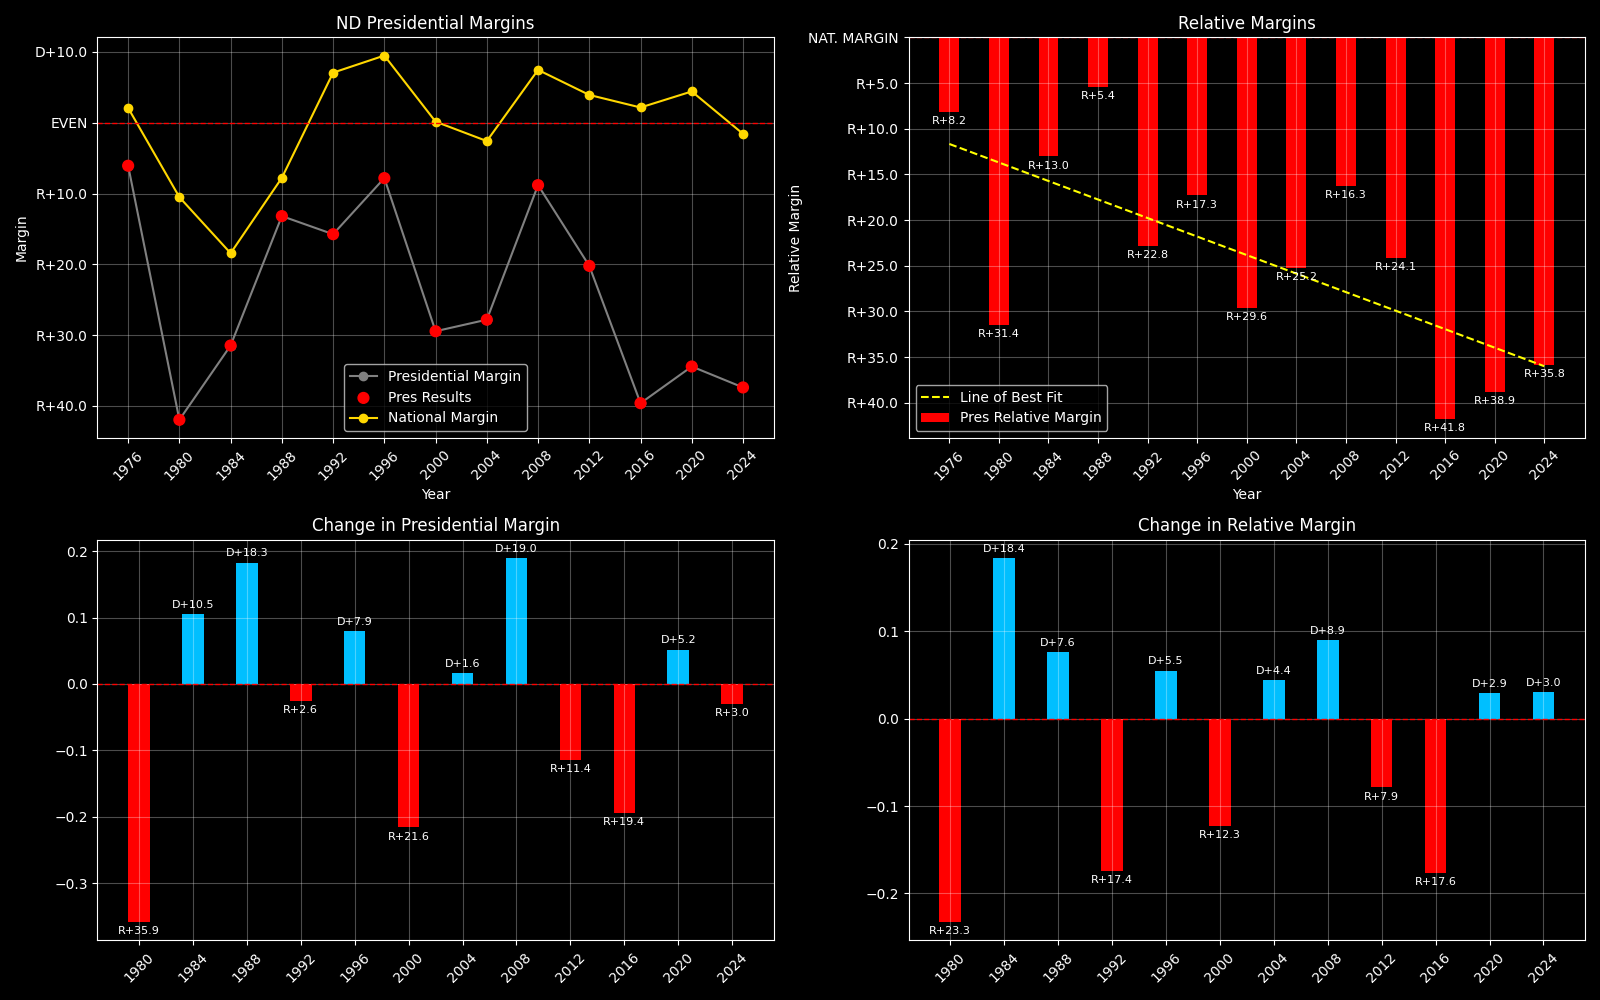 ND Presidential Margins
D+10.0
EVEN
R+10.0
R+20.0
R+30.0
R+40.0
Margin
Presidential Margin
Pres Results
National Margin
1976 1980 1984 1988 1992 1996 2000 2004 2008 2012 2016 2020 2024
Year
Relative Margins
NAT. MARGIN
R+5.0
R+10.0
R+15.0
R+20.0
R+25.0
R+30.0
R+35.0
R+40.0
Relative Margin
R+8.2
R+31.4
R+13.0
R+5.4
R+22.8
R+17.3
R+29.6
R+25.2
R+16.3
R+24.1
R+41.8
R+38.9
R+35.8
Line of Best Fit
Pres Relative Margin
1976 1980 1984 1988 1992 1996 2000 2004 2008 2012 2016 2020 2024
Year
Change in Presidential Margin
0.2
0.1
0.0
−0.1
−0.2
−0.3
R+35.9
D+10.5
D+18.3
R+2.6
D+7.9
R+21.6
D+1.6
D+19.0
R+11.4
R+19.4
D+5.2
R+3.0
1980 1984 1988 1992 1996 2000 2004 2008 2012 2016 2020 2024
Change in Relative Margin
0.2
0.1
0.0
−0.1
−0.2
R+23.3
D+18.4
D+7.6
R+17.4
D+5.5
R+12.3
D+4.4
D+8.9
R+7.9
R+17.6
D+2.9
D+3.0
1980 1984 1988 1992 1996 2000 2004 2008 2012 2016 2020 2024